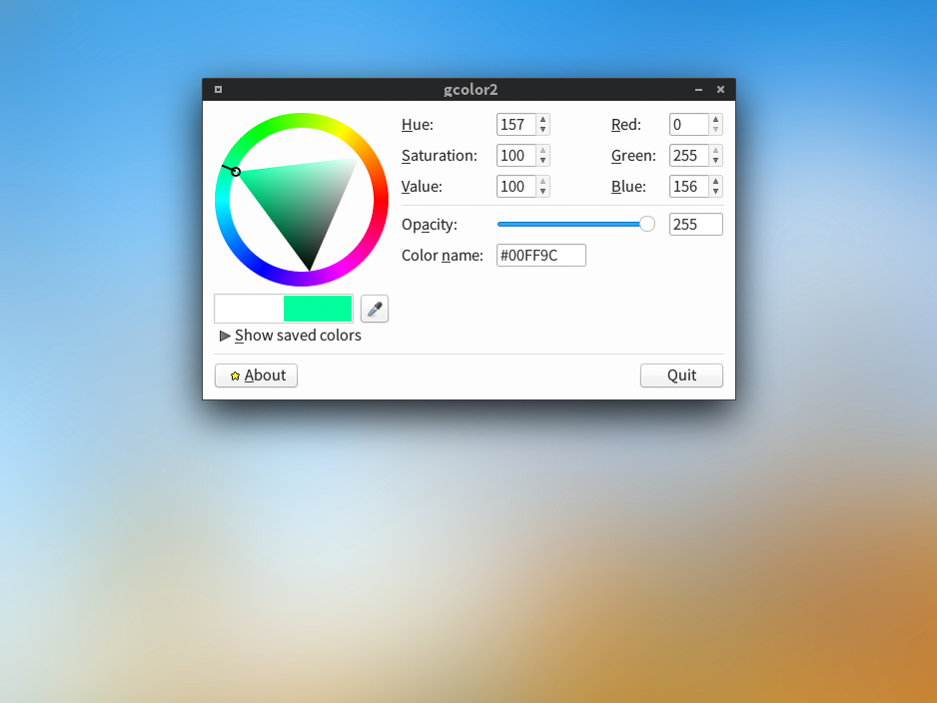 gcolor2
Hue: 157 Red: 0
Saturation: 100 Green: 255
Value: 100 Blue: 156
Opacity: 255
Color name: #00FF9C
Show saved colors
About Quit